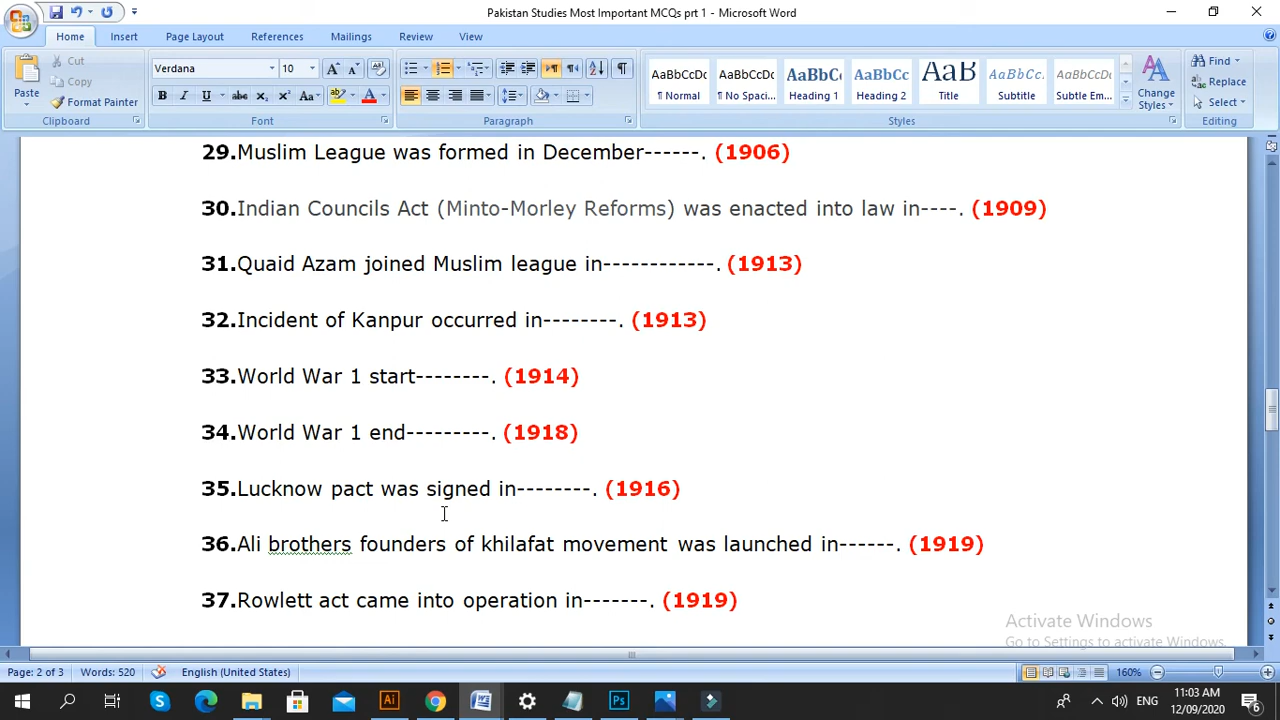 Pakistan Studies Most Important MCQs prt 1 - Microsoft Word
Home Insert Page Layout References Mailings Review View
Paste
Cut
Copy
Format Painter
Clipboard
Verdana 10
Font
Paragraph
AaBbCcDc AaBbCcDc AaBbC AaBbCc AaB AaBbCcL AaBbCcDc
¶ Normal ¶ No Spaci... Heading 1 Heading 2 Title Subtitle Subtle Em...
Styles
Change Styles
Find
Replace
Select
Editing
29.Muslim League was formed in December------. (1906)
30.Indian Councils Act (Minto-Morley Reforms) was enacted into law in----. (1909)
31.Quaid Azam joined Muslim league in------------. (1913)
32.Incident of Kanpur occurred in--------. (1913)
33.World War 1 start--------. (1914)
34.World War 1 end---------. (1918)
35.Lucknow pact was signed in--------. (1916)
36.Ali brothers founders of khilafat movement was launched in------. (1919)
37.Rowlett act came into operation in-------. (1919)
Activate Windows
Go to Settings to activate Windows.
Page: 2 of 3 Words: 520 English (United States) 160%
ENG 11:03 AM
12/09/2020 6